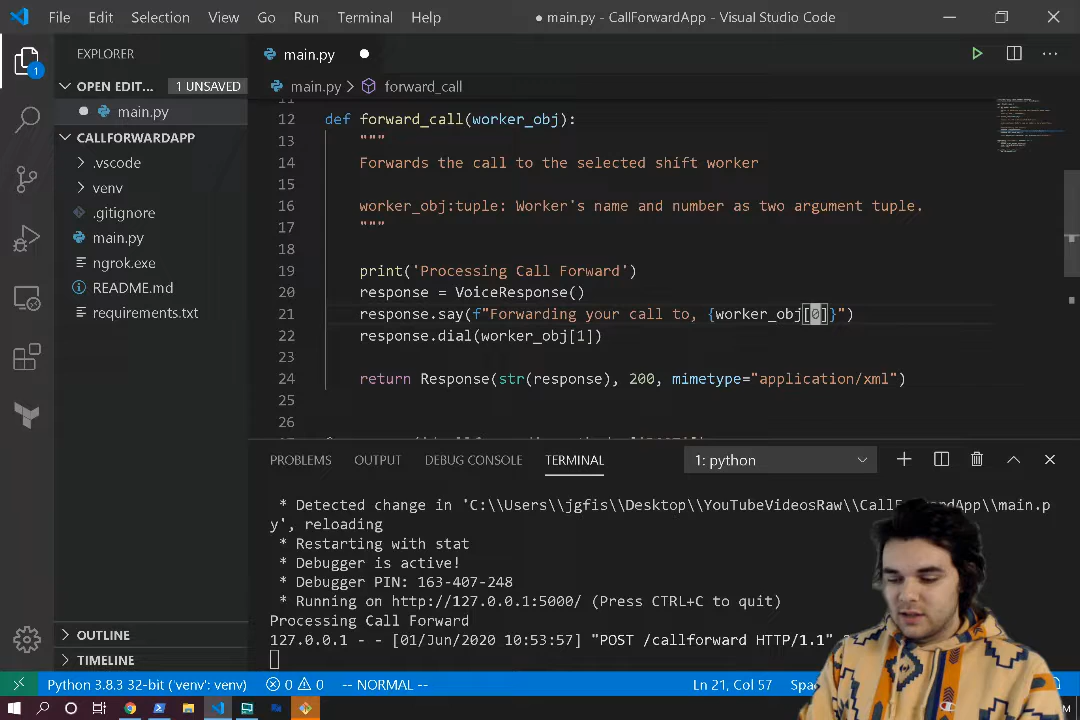 File Edit Selection View Go Run Terminal Help
● main.py - CallForwardApp - Visual Studio Code
EXPLORER
1
OPEN EDIT... 1 UNSAVED
main.py
CALLFORWARDAPP
.vscode
venv
.gitignore
main.py
ngrok.exe
README.md
requirements.txt
OUTLINE
TIMELINE
main.py
main.py > forward_call
11
12 def forward_call(worker_obj):
13 """
14 Forwards the call to the selected shift worker
15
16 worker_obj:tuple: Worker's name and number as two argument tuple.
17 """
18
19 print('Processing Call Forward')
20 response = VoiceResponse()
21 response.say(f"Forwarding your call to, {worker_obj[0]}")
22 response.dial(worker_obj[1])
23
24 return Response(str(response), 200, mimetype="application/xml")
25
26
PROBLEMS OUTPUT DEBUG CONSOLE TERMINAL 1: python
* Detected change in 'C:\\Users\\jgfis\\Desktop\\YouTubeVideosRaw\\CallForwardApp\\main.p
y', reloading
* Restarting with stat
* Debugger is active!
* Debugger PIN: 163-407-248
* Running on http://127.0.0.1:5000/ (Press CTRL+C to quit)
Processing Call Forward
127.0.0.1 - - [01/Jun/2020 10:53:57] "POST /callforward HTTP/1.1"
Python 3.8.3 32-bit ('venv': venv) 0 0 -- NORMAL -- Ln 21, Col 57